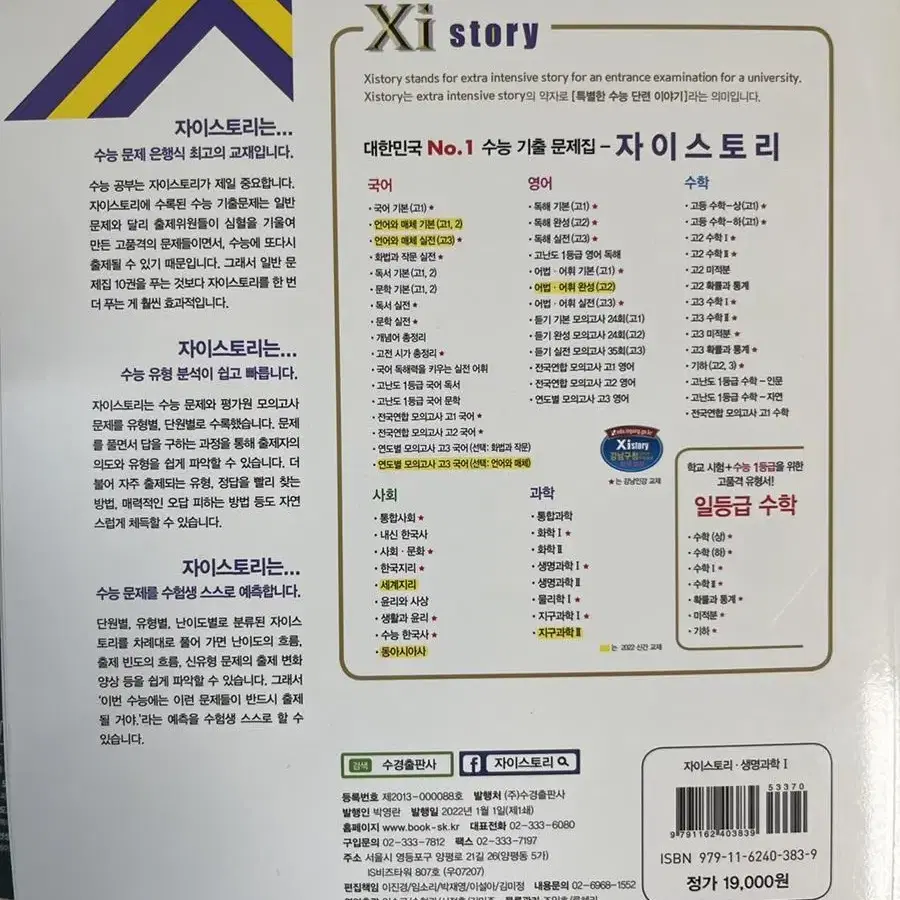 자이스토리는...
수능 문제 은행식 최고의 교재입니다.
수능 공부는 자이스토리가 제일 중요합니다.
자이스토리에 수록된 수능 기출문제는 일반
문제와 달리 출제위원들이 심혈을 기울여
만든 고품격의 문제들이면서, 수능에 또다시
출제될 수 있기 때문입니다. 그래서 일반 문
제집 10권을 푸는 것보다 자이스토리를 한 번
더 푸는 게 훨씬 효과적입니다.
자이스토리는...
수능 유형 분석이 쉽고 빠릅니다.
자이스토리는 수능 문제와 평가원 모의고사
문제를 유형별, 단원별로 수록했습니다. 문제
를 풀면서 답을 구하는 과정을 통해 출제자의
의도와 유형을 쉽게 파악할 수 있습니다. 더
불어 자주 출제되는 유형, 정답을 빨리 찾는
방법, 매력적인 오답 피하는 방법 등도 자연
스럽게 체득할 수 있습니다.
자이스토리는...
수능 문제를 수험생 스스로 예측합니다.
단원별, 유형별, 난이도별로 분류된 자이스
토리를 차례대로 풀어 가면 난이도의 흐름,
출제 빈도의 흐름, 신유형 문제의 출제 변화
양상 등을 쉽게 파악할 수 있습니다. 그래서
'이번 수능에는 이런 문제들이 반드시 출제
될 거야.'라는 예측을 수험생 스스로 할 수
있습니다.
Xi story
Xistory stands for extra intensive story for an entrance examination for a university.
Xistory는 extra intensive story의 약자로 [특별한 수능 단련 이야기]라는 의미입니다.
대한민국 No.1 수능 기출 문제집 - 자이스토리
국어
• 국어 기본 (고1) ★
• 언어와 매체 기본 (고1, 2)
• 언어와 매체 실전 (고3) ★
• 화법과 작문 실전 ★
• 독서 기본 (고1, 2)
• 문학 기본 (고1, 2)
• 독서 실전 ★
• 문학 실전 ★
• 개념어 총정리
• 고전 시가 총정리 ★
• 국어 독해력을 키우는 실전 어휘
• 고난도 1등급 국어 독서
• 고난도 1등급 국어 문학
• 전국연합 모의고사 고1 국어 ★
• 전국연합 모의고사 고2 국어 ★
• 연도별 모의고사 고3 국어 (선택: 화법과 작문)
• 연도별 모의고사 고3 국어 (선택: 언어와 매체)
영어
• 독해 기본 (고1) ★
• 독해 완성 (고2) ★
• 독해 실전 (고3) ★
• 고난도 1등급 영어 독해
• 어법·어휘 기본 (고1) ★
• 어법·어휘 완성 (고2)
• 어법·어휘 실전 (고3) ★
• 듣기 기본 모의고사 24회 (고1)
• 듣기 완성 모의고사 24회 (고2)
• 듣기 실전 모의고사 35회 (고3)
• 전국연합 모의고사 고1 영어
• 전국연합 모의고사 고2 영어
• 연도별 모의고사 고3 영어
수학
• 고등 수학-상(고1) ★
• 고등 수학-하(고1) ★
• 고2 수학Ⅰ ★
• 고2 수학Ⅱ ★
• 고2 미적분
• 고2 확률과 통계
• 고3 수학Ⅰ ★
• 고3 수학Ⅱ ★
• 고3 미적분 ★
• 고3 확률과 통계 ★
• 기하 (고2, 3) ★
• 고난도 1등급 수학 - 인문
• 고난도 1등급 수학 - 자연
• 전국연합 모의고사 고1 수학
Xistory
강남구청
★는 강남인강 교재
사회
• 통합사회 ★
• 내신 한국사
• 사회·문화 ★
• 한국지리 ★
• 세계지리
• 윤리와 사상
• 생활과 윤리 ★
• 수능 한국사 ★
• 동아시아사
과학
• 통합과학
• 화학Ⅰ ★
• 화학Ⅱ
• 생명과학Ⅰ ★
• 생명과학Ⅱ
• 물리학Ⅰ ★
• 지구과학Ⅰ ★
• 지구과학Ⅱ
는 2022 신간 교재
학교 시험+수능 1등급을 위한
고품격 유형서!
일등급 수학
• 수학 (상) ★
• 수학 (하) ★
• 수학Ⅰ ★
• 수학Ⅱ ★
• 확률과 통계 ★
• 미적분 ★
• 기하 ★
검색 수경출판사
f 자이스토리
등록번호 제2013-000088호 발행처 (주)수경출판사
발행인 박영란 발행일 2022년 1월 1일(제1쇄)
홈페이지 www.book-sk.kr 대표전화 02-333-6080
구입문의 02-333-7812 팩스 02-333-7197
주소 서울시 영등포구 양평로 21길 26(양평동 5가)
IS비즈타워 807호 (우07207)
편집책임 이진경/임소리/박재영/이설아/김미정 내용문의 02-6968-1552
자이스토리·생명과학Ⅰ
53370
9 791162 403839
ISBN 979-11-6240-383-9
정가 19,000원